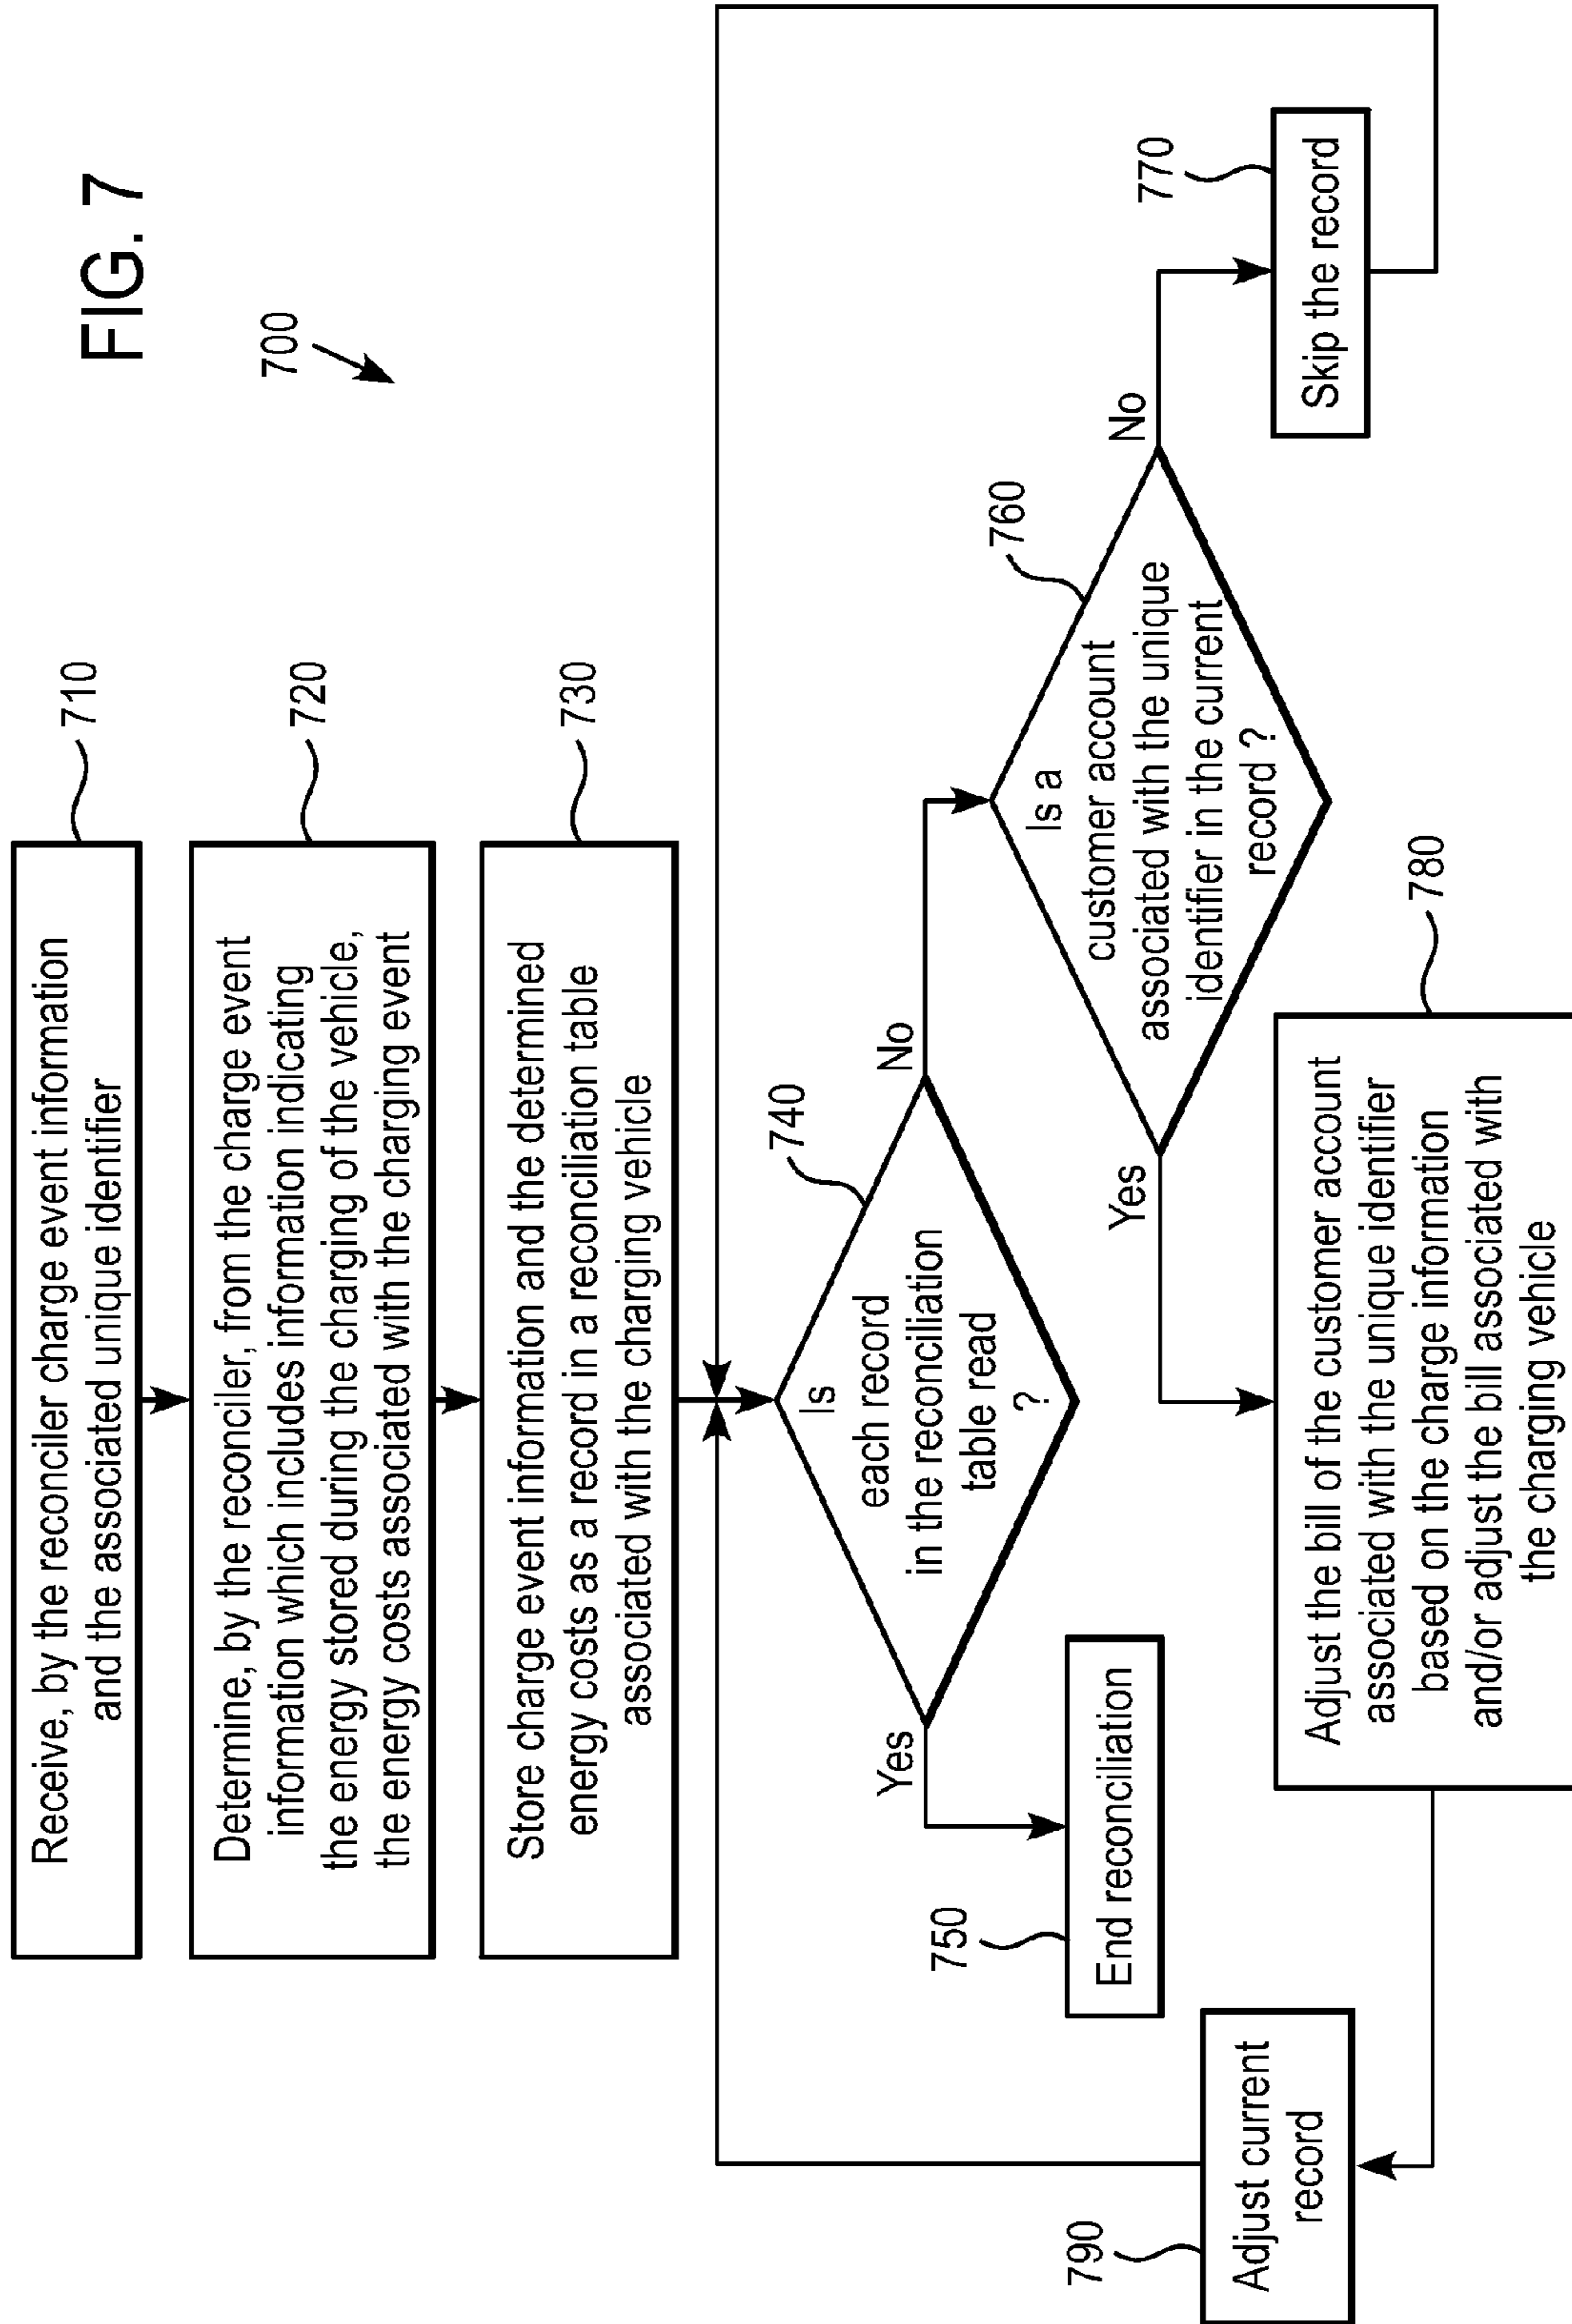 FIG. 7
700
710
Receive, by the reconciler charge event information
and the associated unique identifier
720
Determine, by the reconciler, from the charge event
information which includes information indicating
the energy stored during the charging of the vehicle,
the energy costs associated with the charging event
730
Store charge event information and the determined
energy costs as a record in a reconciliation table
associated with the charging vehicle
740
Is
each record
in the reconciliation
table read
?
Yes
No
750
End reconciliation
760
Is a
customer account
associated with the unique
identifier in the current
record ?
Yes
No
770
Skip the record
780
Adjust the bill of the customer account
associated with the unique identifier
based on the charge information
and/or adjust the bill associated with
the charging vehicle
790
Adjust current
record